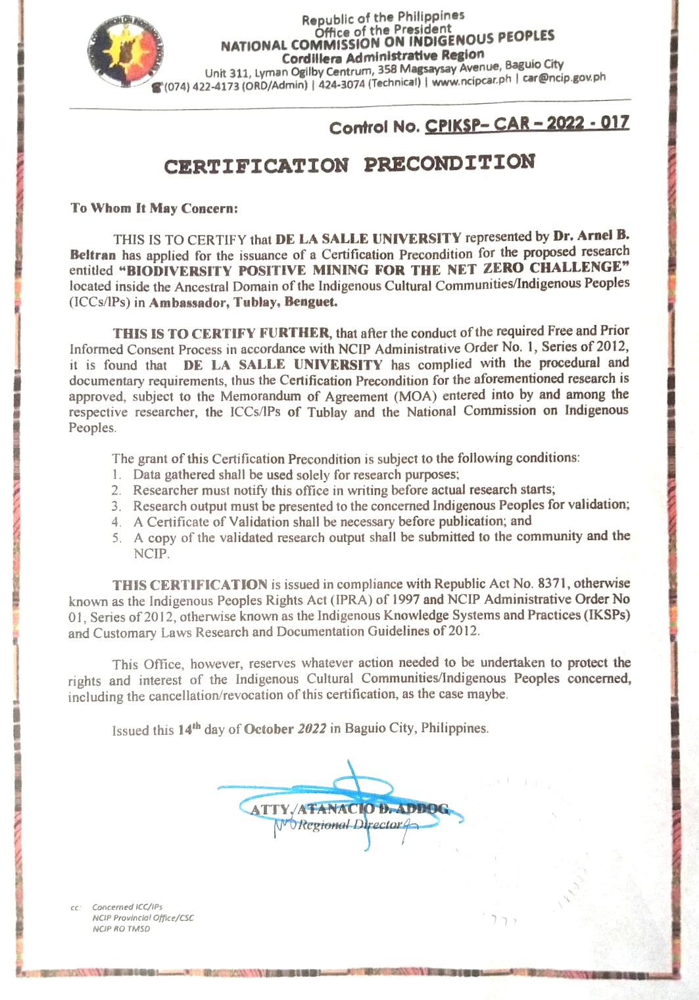 Republic of the Philippines
Office of the President
NATIONAL COMMISSION ON INDIGENOUS PEOPLES
Cordillera Administrative Region
Unit 311, Lyman Ogilby Centrum, 358 Magsaysay Avenue, Baguio City
☎(074) 422-4173 (ORD/Admin) | 424-3074 (Technical) | www.ncipcar.ph | car@ncip.gov.ph
Control No. CPIKSP- CAR - 2022 - 017
CERTIFICATION PRECONDITION
To Whom It May Concern:
THIS IS TO CERTIFY that DE LA SALLE UNIVERSITY represented by Dr. Arnel B.
Beltran has applied for the issuance of a Certification Precondition for the proposed research
entitled “BIODIVERSITY POSITIVE MINING FOR THE NET ZERO CHALLENGE”
located inside the Ancestral Domain of the Indigenous Cultural Communities/Indigenous Peoples
(ICCs/IPs) in Ambassador, Tublay, Benguet.
THIS IS TO CERTIFY FURTHER, that after the conduct of the required Free and Prior
Informed Consent Process in accordance with NCIP Administrative Order No. 1, Series of 2012,
it is found that DE LA SALLE UNIVERSITY has complied with the procedural and
documentary requirements, thus the Certification Precondition for the aforementioned research is
approved, subject to the Memorandum of Agreement (MOA) entered into by and among the
respective researcher, the ICCs/IPs of Tublay and the National Commission on Indigenous
Peoples.
The grant of this Certification Precondition is subject to the following conditions:
1. Data gathered shall be used solely for research purposes;
2. Researcher must notify this office in writing before actual research starts;
3. Research output must be presented to the concerned Indigenous Peoples for validation;
4. A Certificate of Validation shall be necessary before publication; and
5. A copy of the validated research output shall be submitted to the community and the
NCIP.
THIS CERTIFICATION is issued in compliance with Republic Act No. 8371, otherwise
known as the Indigenous Peoples Rights Act (IPRA) of 1997 and NCIP Administrative Order No
01, Series of 2012, otherwise known as the Indigenous Knowledge Systems and Practices (IKSPs)
and Customary Laws Research and Documentation Guidelines of 2012.
This Office, however, reserves whatever action needed to be undertaken to protect the
rights and interest of the Indigenous Cultural Communities/Indigenous Peoples concerned,
including the cancellation/revocation of this certification, as the case maybe.
Issued this 14th day of October 2022 in Baguio City, Philippines.
ATTY. ATANACIO D. ADDOG
Regional Director
cc: Concerned ICC/IPs
NCIP Provincial Office/CSC
NCIP RO TMSD